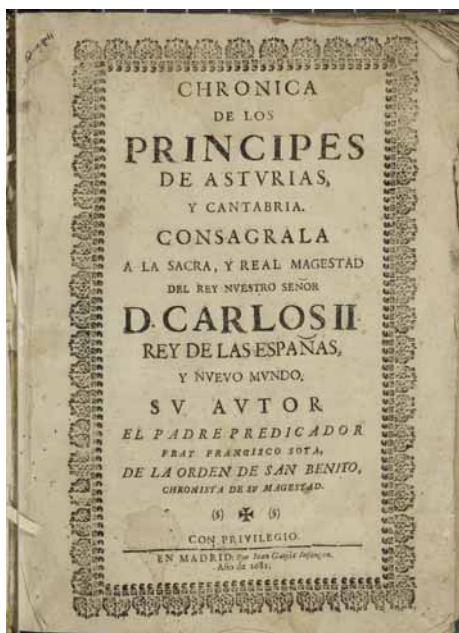 CHRONICA
DE LOS
PRINCIPES
DE ASTVRIAS,
Y CANTABRIA.
CONSAGRALA
A LA SACRA, Y REAL MAGESTAD
DEL REY NVESTRO SEÑOR
D. CARLOS II.
REY DE LAS ESPAÑAS,
Y NVEVO MVNDO,
SV AVTOR
EL PADRE PREDICADOR
FRAY FRANCISCO SOTA,
DE LA ORDEN DE SAN BENITO,
CHRONISTA DE SV MAGESTAD.
(§) ✠ (§)
CON PRIVILEGIO.
EN MADRID: Por Iuan Garcia Infançon.
Año de 1681.